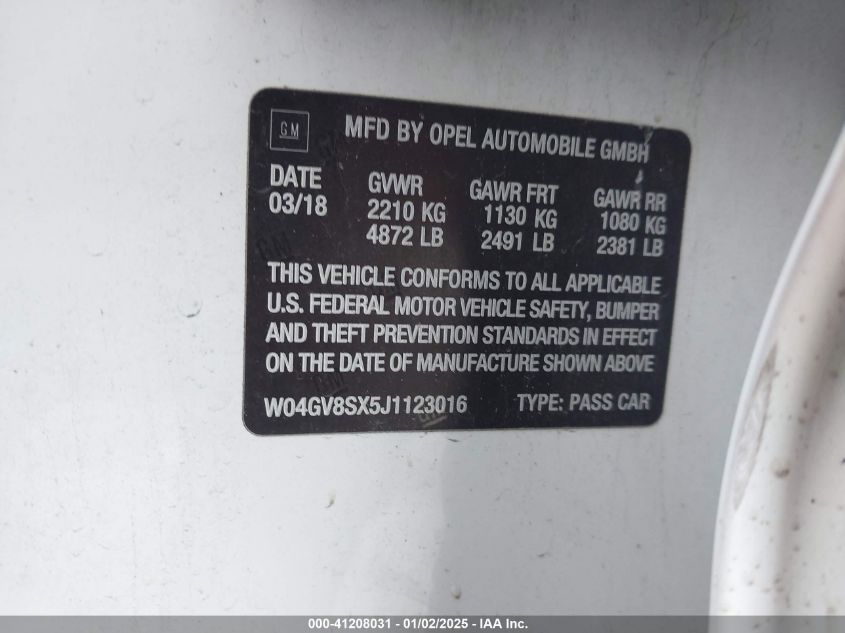 GM
MFD BY OPEL AUTOMOBILE GMBH
DATE GVWR GAWR FRT GAWR RR
03/18 2210 KG 1130 KG 1080 KG
4872 LB 2491 LB 2381 LB
THIS VEHICLE CONFORMS TO ALL APPLICABLE
U.S. FEDERAL MOTOR VEHICLE SAFETY, BUMPER
AND THEFT PREVENTION STANDARDS IN EFFECT
ON THE DATE OF MANUFACTURE SHOWN ABOVE
W04GV8SX5J1123016 TYPE: PASS CAR
000-41208031 - 01/02/2025 - IAA Inc.